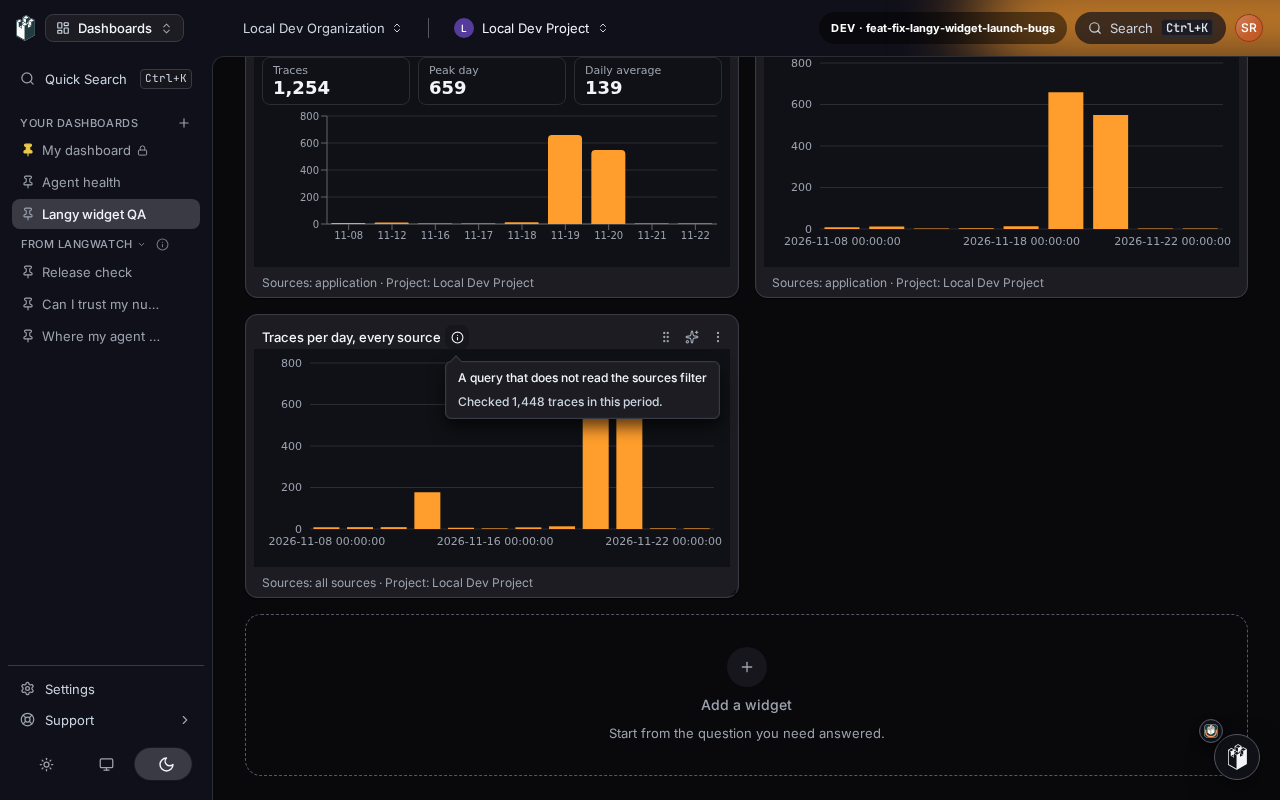 Dashboards
Local Dev Organization
L
Local Dev Project
DEV · feat-fix-langy-widget-launch-bugs
Search
Ctrl+K
SR
Quick Search
Ctrl+K
YOUR DASHBOARDS
My dashboard
Agent health
Langy widget QA
FROM LANGWATCH
Release check
Can I trust my nu...
Where my agent ...
Settings
Support
Traces
1,254
Peak day
659
Daily average
139
800
600
400
200
0
11-08
11-12
11-16
11-17
11-18
11-19
11-20
11-21
11-22
Sources: application · Project: Local Dev Project
800
600
400
200
0
2026-11-08 00:00:00
2026-11-18 00:00:00
2026-11-22 00:00:00
Sources: application · Project: Local Dev Project
Traces per day, every source
A query that does not read the sources filter
Checked 1,448 traces in this period.
800
600
400
200
0
2026-11-08 00:00:00
2026-11-16 00:00:00
2026-11-22 00:00:00
Sources: all sources · Project: Local Dev Project
Add a widget
Start from the question you need answered.